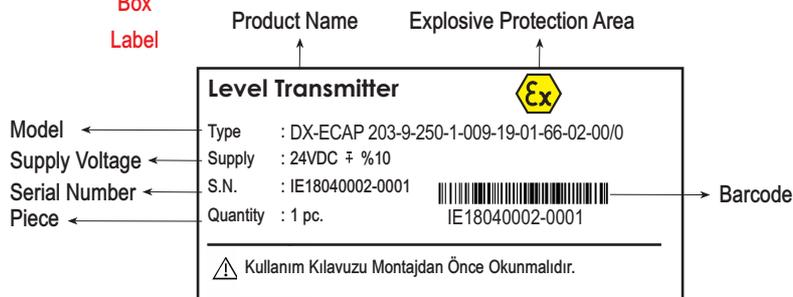 Box
Label
Product Name
Explosive Protection Area
Level Transmitter
Ex
Model
Type : DX-ECAP 203-9-250-1-009-19-01-66-02-00/0
Supply Voltage
Supply : 24VDC ∓ %10
Serial Number
S.N. : IE18040002-0001
Barcode
Piece
Quantity : 1 pc.
IE18040002-0001
Kullanım Kılavuzu Montajdan Önce Okunmalıdır.